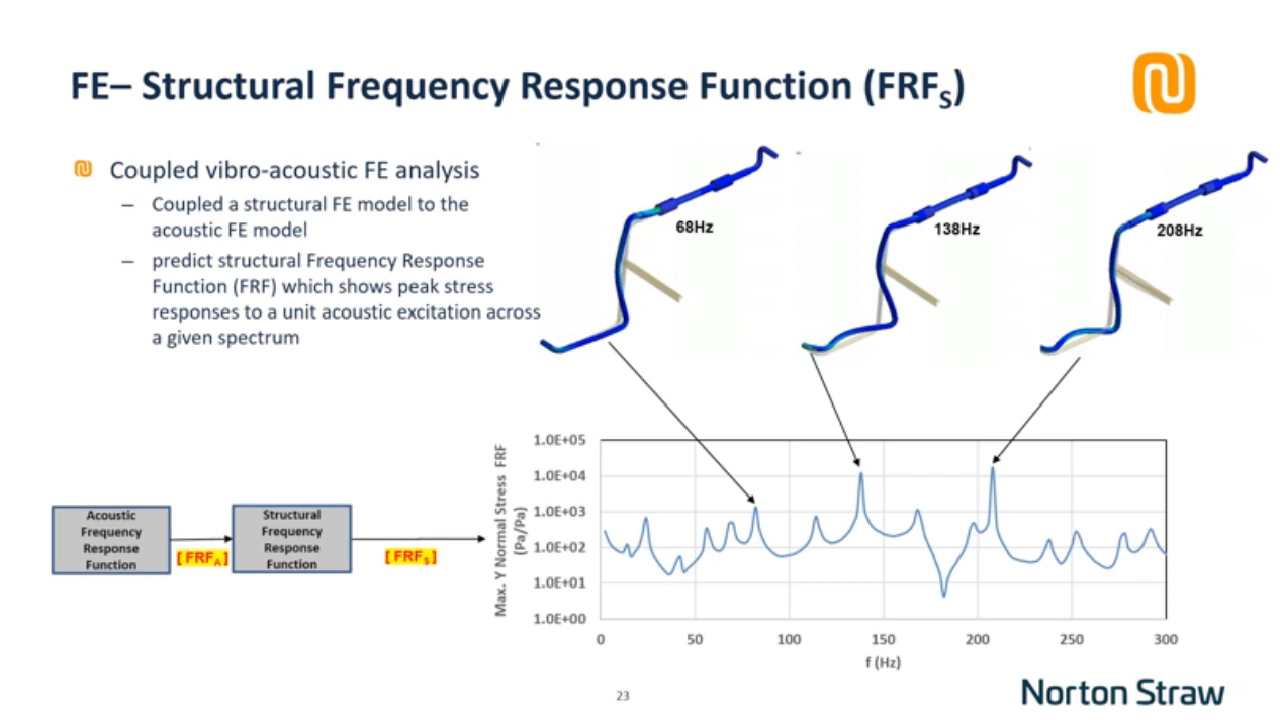 FE– Structural Frequency Response Function (FRFS)
Coupled vibro-acoustic FE analysis
– Coupled a structural FE model to the
acoustic FE model
– predict structural Frequency Response
Function (FRF) which shows peak stress
responses to a unit acoustic excitation across
a given spectrum
68Hz
138Hz
208Hz
Acoustic
Frequency
Response
Function
[ FRFA]
Structural
Frequency
Response
Function
[ FRFS]
Max. Y Normal Stress FRF
(Pa/Pa)
1.0E+05
1.0E+04
1.0E+03
1.0E+02
1.0E+01
1.0E+00
0 50 100 150 200 250 300
f (Hz)
23
Norton Straw